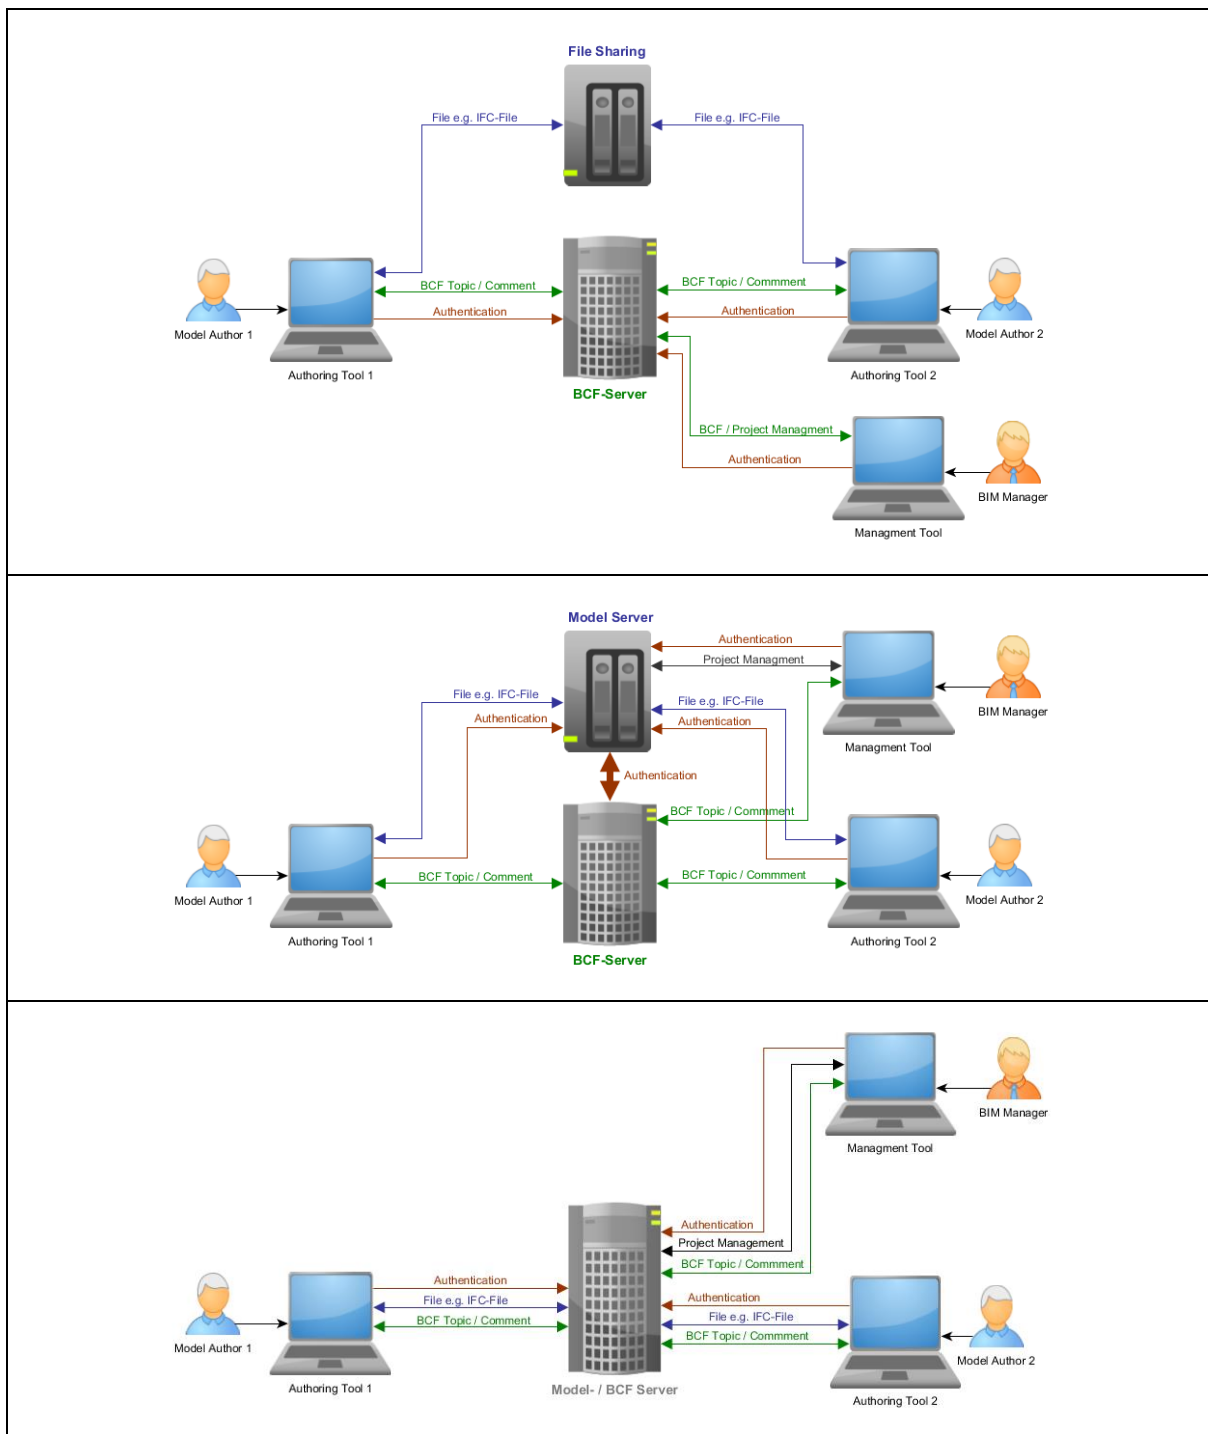 File Sharing
File e.g. IFC-File
File e.g. IFC-File
BCF Topic / Comment
BCF Topic / Commment
Authentication
Authentication
Model Author 1
Model Author 2
Authoring Tool 1
Authoring Tool 2
BCF-Server
BCF / Project Managment
Authentication
BIM Manager
Managment Tool
Model Server
Authentication
Project Managment
File e.g. IFC-File
File e.g. IFC-File
BIM Manager
Authentication
Authentication
Managment Tool
Authentication
BCF Topic / Commment
BCF Topic / Comment
BCF Topic / Commment
Model Author 1
Model Author 2
Authoring Tool 1
Authoring Tool 2
BCF-Server
BIM Manager
Managment Tool
Authentication
Project Management
BCF Topic / Commment
Authentication
Authentication
File e.g. IFC-File
File e.g. IFC-File
BCF Topic / Comment
BCF Topic / Commment
Model Author 1
Model Author 2
Authoring Tool 1
Model- / BCF Server
Authoring Tool 2